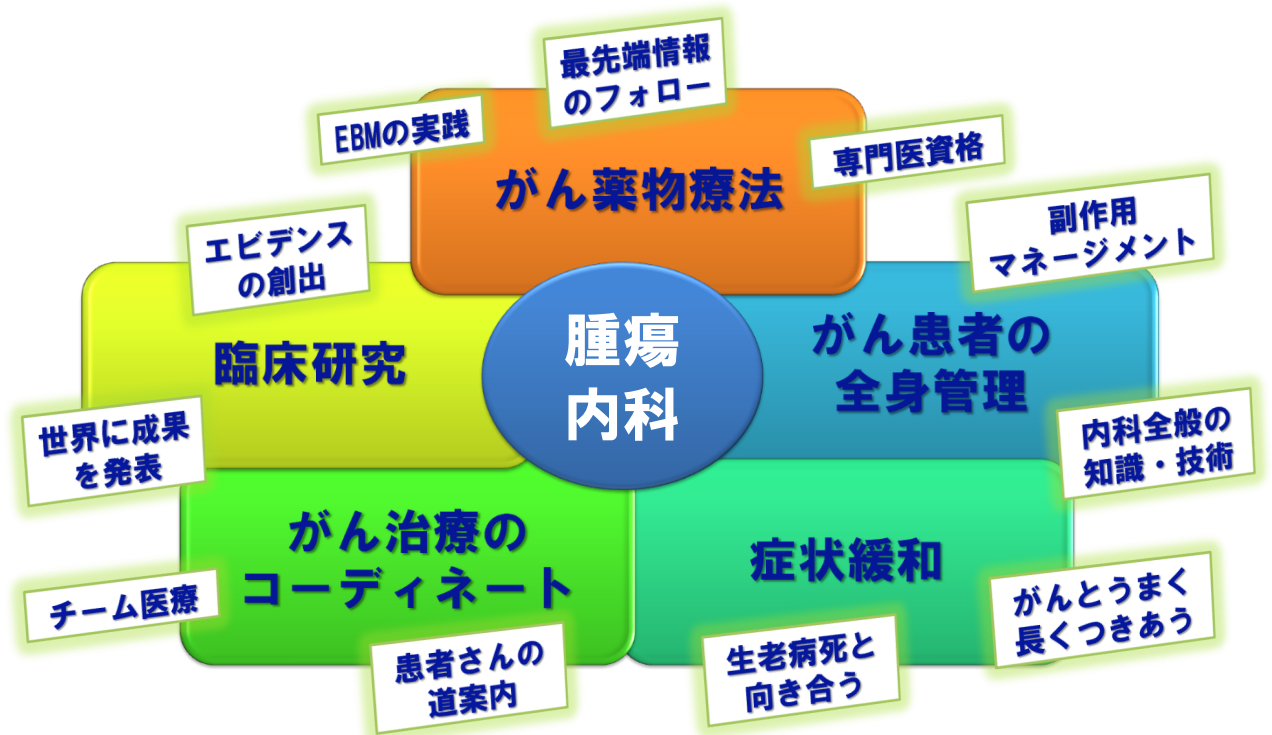 最先端情報
のフォロー
EBMの実践
専門医資格
がん薬物療法
副作用
マネージメント
エビデンス
の創出
腫瘍
内科
がん患者の
全身管理
臨床研究
内科全般の
知識・技術
世界に成果
を発表
がん治療の
コーディネート
症状緩和
がんとうまく
長くつきあう
チーム医療
患者さんの
道案内
生老病死と
向き合う